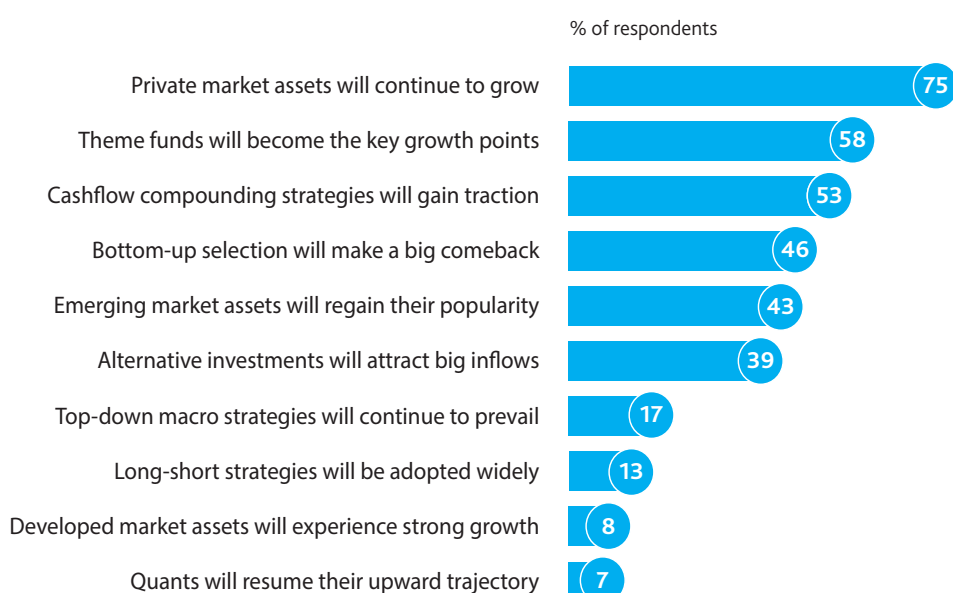 % of respondents
Private market assets will continue to grow 75
Theme funds will become the key growth points 58
Cashflow compounding strategies will gain traction 53
Bottom-up selection will make a big comeback 46
Emerging market assets will regain their popularity 43
Alternative investments will attract big inflows 39
Top-down macro strategies will continue to prevail 17
Long-short strategies will be adopted widely 13
Developed market assets will experience strong growth 8
Quants will resume their upward trajectory 7